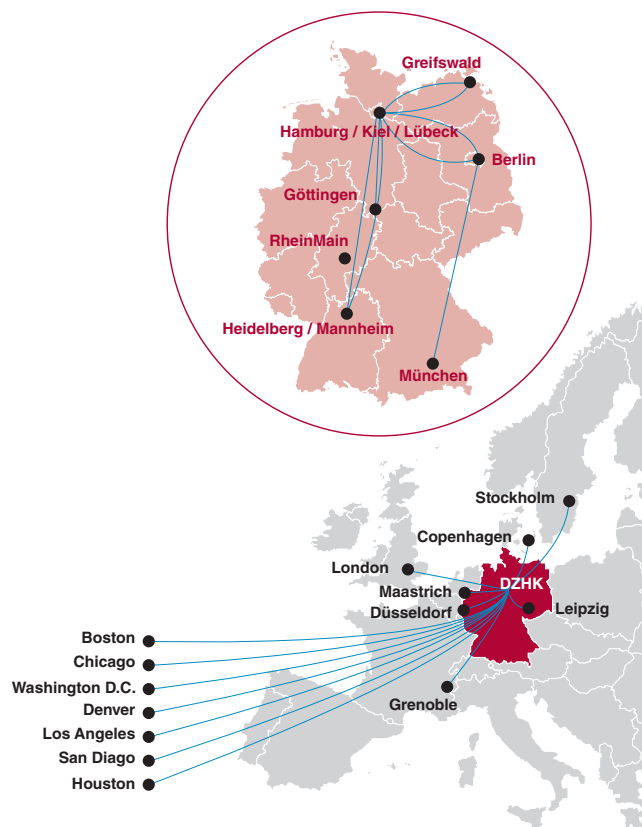 Greifswald
Hamburg / Kiel / Lübeck
Berlin
Göttingen
RheinMain
Heidelberg / Mannheim
München
Stockholm
Copenhagen
London
DZHK
Maastrich
Düsseldorf
Leipzig
Boston
Chicago
Washington D.C.
Grenoble
Denver
Los Angeles
San Diago
Houston